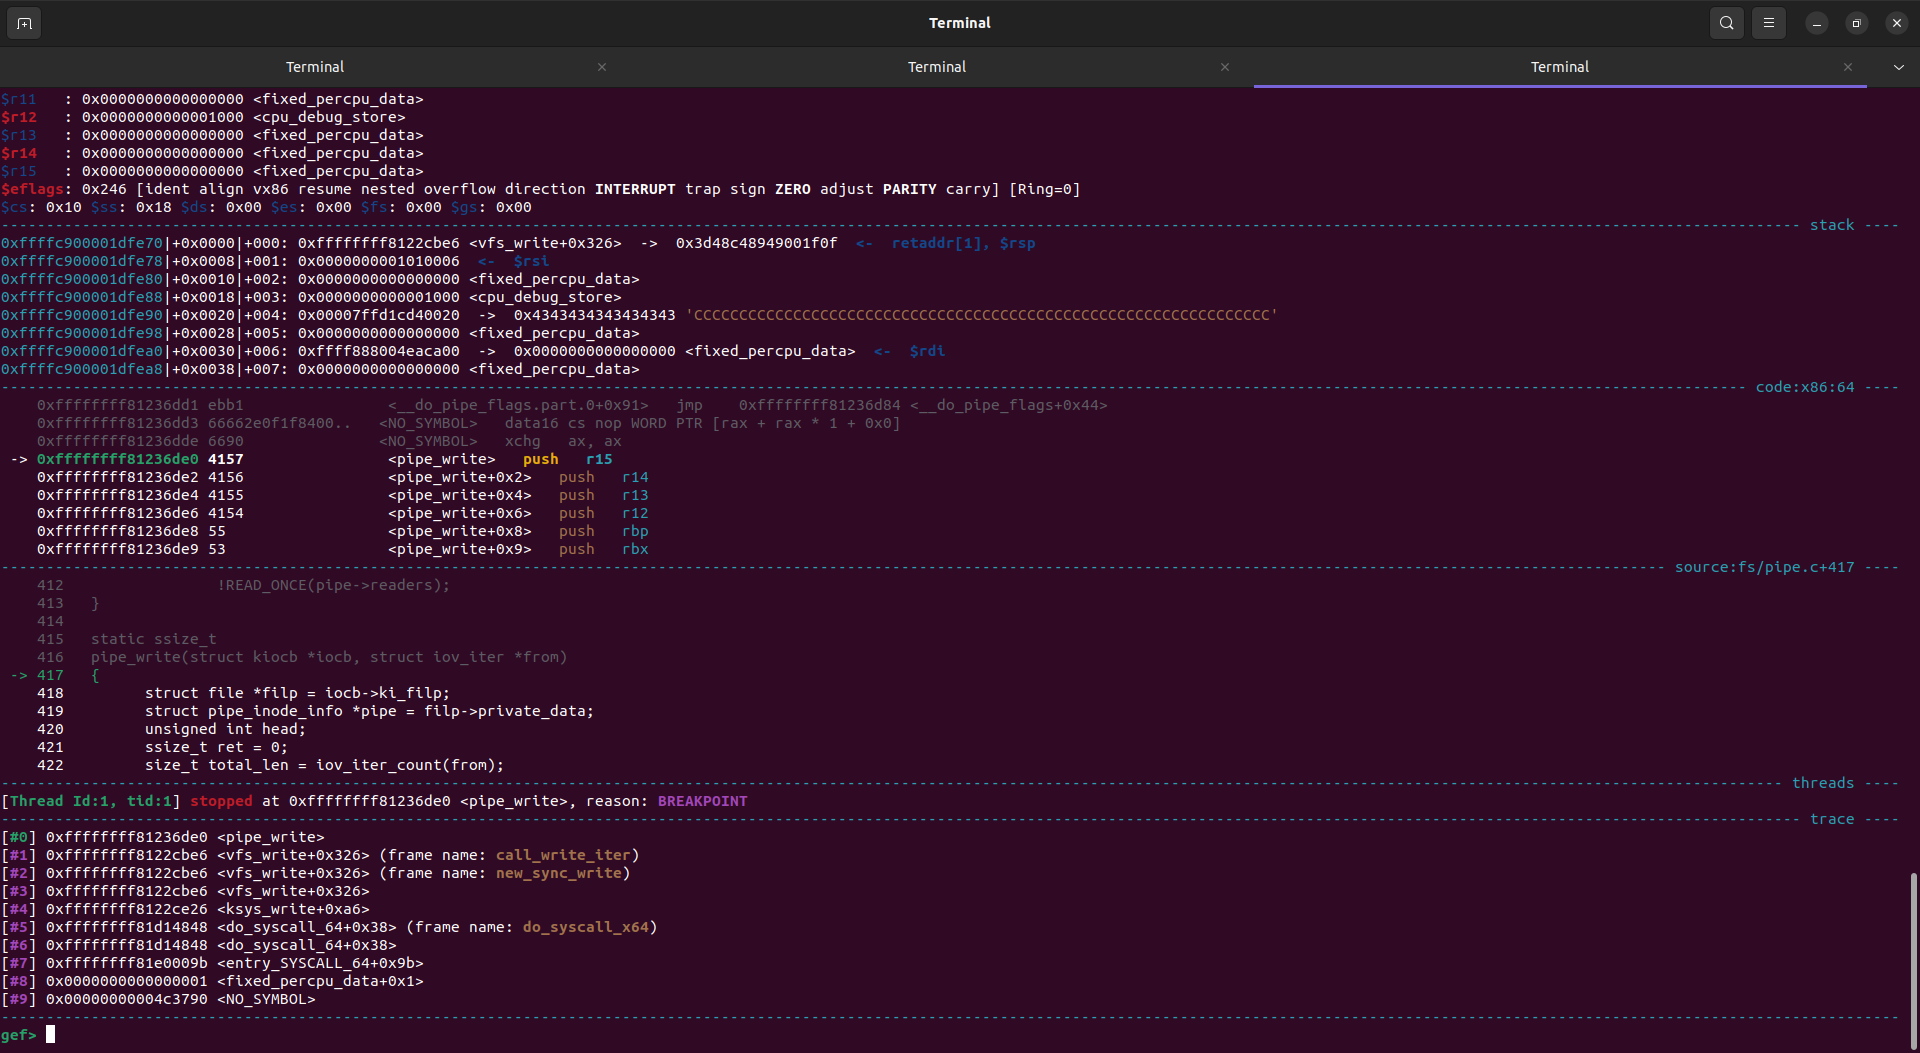 Terminal
Terminal Terminal Terminal
$r11   : 0x0000000000000000 <fixed_percpu_data>
$r12   : 0x0000000000001000 <cpu_debug_store>
$r13   : 0x0000000000000000 <fixed_percpu_data>
$r14   : 0x0000000000000000 <fixed_percpu_data>
$r15   : 0x0000000000000000 <fixed_percpu_data>
$eflags: 0x246 [ident align vx86 resume nested overflow direction INTERRUPT trap sign ZERO adjust PARITY carry] [Ring=0]
$cs: 0x10 $ss: 0x18 $ds: 0x00 $es: 0x00 $fs: 0x00 $gs: 0x00
stack ----
0xffffc900001dfe70|+0x0000|+000: 0xffffffff8122cbe6 <vfs_write+0x326>  ->  0x3d48c48949001f0f  <-  retaddr[1], $rsp
0xffffc900001dfe78|+0x0008|+001: 0x0000000001010006  <-  $rsi
0xffffc900001dfe80|+0x0010|+002: 0x0000000000000000 <fixed_percpu_data>
0xffffc900001dfe88|+0x0018|+003: 0x0000000000001000 <cpu_debug_store>
0xffffc900001dfe90|+0x0020|+004: 0x00007ffd1cd40020  ->  0x4343434343434343 'CCCCCCCCCCCCCCCCCCCCCCCCCCCCCCCCCCCCCCCCCCCCCCCCCCCCCCCCCCCCCCCC'
0xffffc900001dfe98|+0x0028|+005: 0x0000000000000000 <fixed_percpu_data>
0xffffc900001dfea0|+0x0030|+006: 0xffff888004eaca00  ->  0x0000000000000000 <fixed_percpu_data>  <-  $rdi
0xffffc900001dfea8|+0x0038|+007: 0x0000000000000000 <fixed_percpu_data>
code:x86:64 ----
0xffffffff81236dd1 ebb1                <__do_pipe_flags.part.0+0x91>   jmp    0xffffffff81236d84 <__do_pipe_flags+0x44>
0xffffffff81236dd3 66662e0f1f8400..   <NO_SYMBOL>   data16 cs nop WORD PTR [rax + rax * 1 + 0x0]
0xffffffff81236dde 6690               <NO_SYMBOL>   xchg   ax, ax
-> 0xffffffff81236de0 4157                <pipe_write>   push   r15
0xffffffff81236de2 4156                <pipe_write+0x2>   push   r14
0xffffffff81236de4 4155                <pipe_write+0x4>   push   r13
0xffffffff81236de6 4154                <pipe_write+0x6>   push   r12
0xffffffff81236de8 55                  <pipe_write+0x8>   push   rbp
0xffffffff81236de9 53                  <pipe_write+0x9>   push   rbx
source:fs/pipe.c+417 ----
412                 !READ_ONCE(pipe->readers);
413   }
414
415   static ssize_t
416   pipe_write(struct kiocb *iocb, struct iov_iter *from)
-> 417   {
418         struct file *filp = iocb->ki_filp;
419         struct pipe_inode_info *pipe = filp->private_data;
420         unsigned int head;
421         ssize_t ret = 0;
422         size_t total_len = iov_iter_count(from);
threads ----
[Thread Id:1, tid:1] stopped at 0xffffffff81236de0 <pipe_write>, reason: BREAKPOINT
trace ----
[#0] 0xffffffff81236de0 <pipe_write>
[#1] 0xffffffff8122cbe6 <vfs_write+0x326> (frame name: call_write_iter)
[#2] 0xffffffff8122cbe6 <vfs_write+0x326> (frame name: new_sync_write)
[#3] 0xffffffff8122cbe6 <vfs_write+0x326>
[#4] 0xffffffff8122ce26 <ksys_write+0xa6>
[#5] 0xffffffff81d14848 <do_syscall_64+0x38> (frame name: do_syscall_x64)
[#6] 0xffffffff81d14848 <do_syscall_64+0x38>
[#7] 0xffffffff81e0009b <entry_SYSCALL_64+0x9b>
[#8] 0x0000000000000001 <fixed_percpu_data+0x1>
[#9] 0x00000000004c3790 <NO_SYMBOL>
gef>